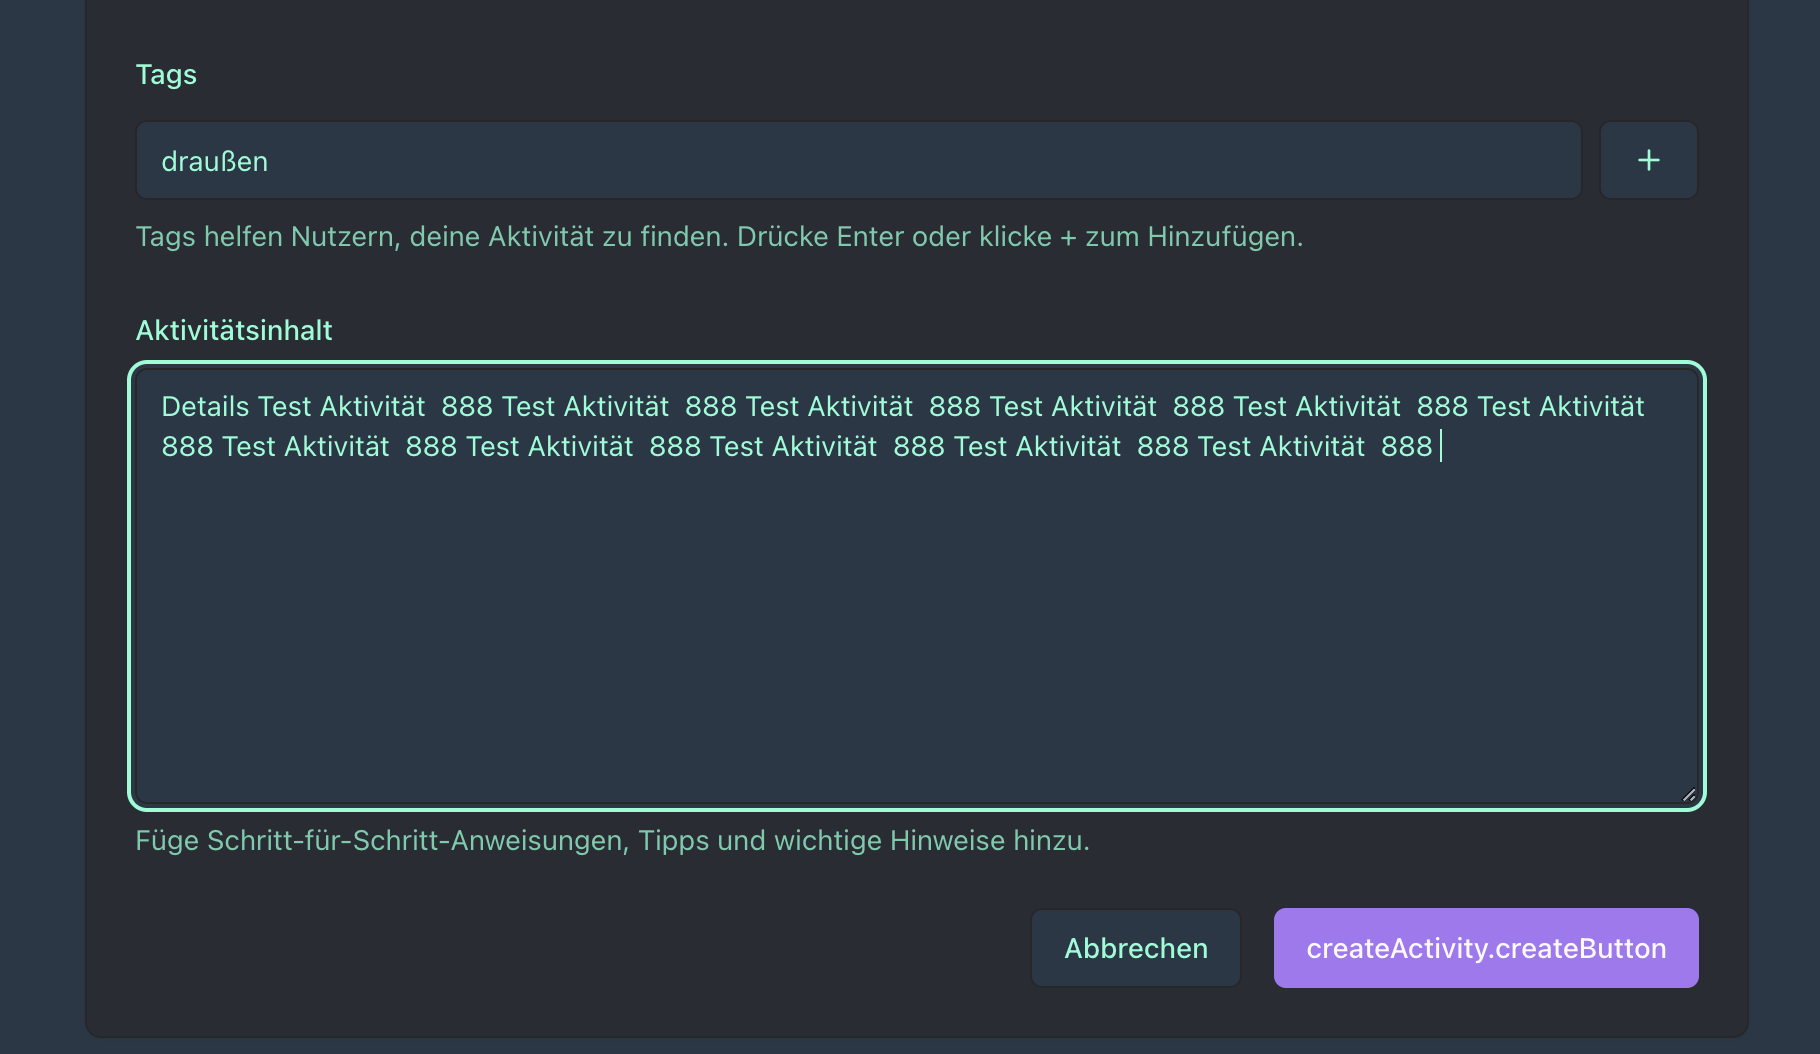 Tags
draußen
+
Tags helfen Nutzern, deine Aktivität zu finden. Drücke Enter oder klicke + zum Hinzufügen.
Aktivitätsinhalt
Details Test Aktivität  888 Test Aktivität  888 Test Aktivität  888 Test Aktivität  888 Test Aktivität  888 Test Aktivität
888 Test Aktivität  888 Test Aktivität  888 Test Aktivität  888 Test Aktivität  888 Test Aktivität  888
Füge Schritt-für-Schritt-Anweisungen, Tipps und wichtige Hinweise hinzu.
Abbrechen
createActivity.createButton